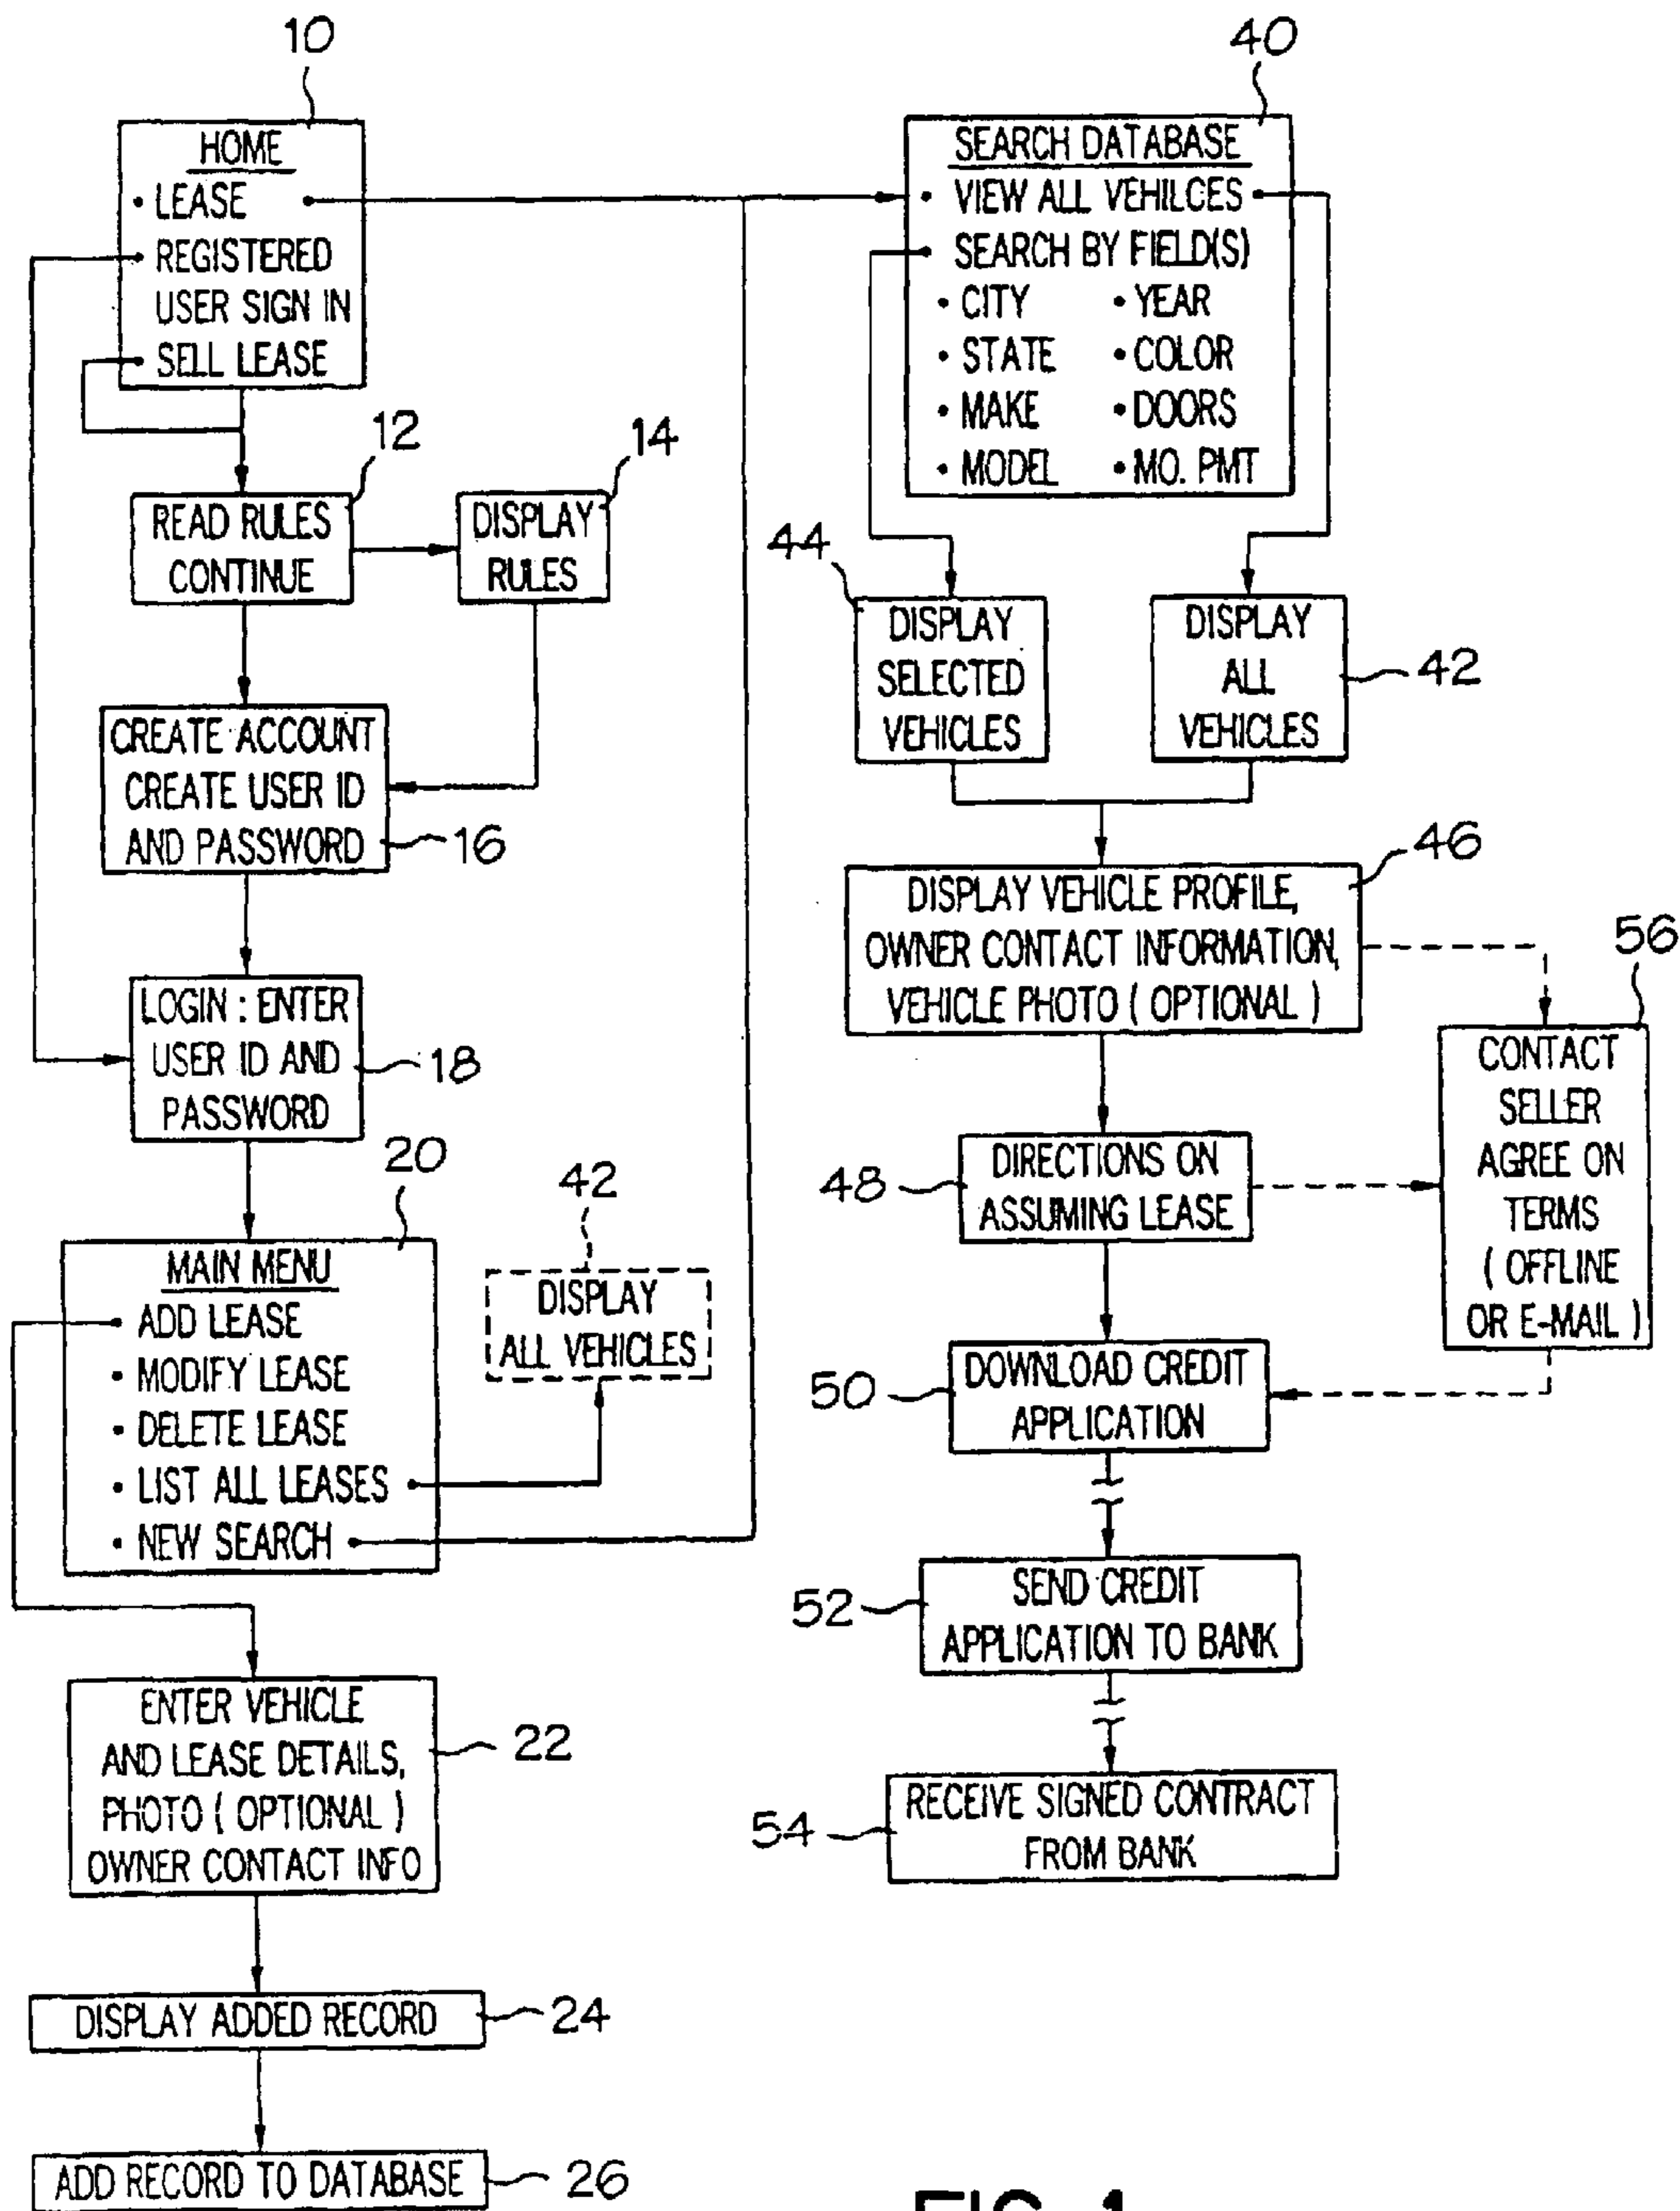 10
HOME
• LEASE •
• REGISTERED
USER SIGN IN
• SELL LEASE
12
READ RULES
CONTINUE
14
DISPLAY
RULES
CREATE ACCOUNT
CREATE USER ID
AND PASSWORD
16
LOGIN : ENTER
USER ID AND
PASSWORD
18
20
MAIN MENU
• ADD LEASE
• MODIFY LEASE
• DELETE LEASE
• LIST ALL LEASES •
• NEW SEARCH •
42
DISPLAY
ALL VEHICLES
ENTER VEHICLE
AND LEASE DETAILS,
PHOTO ( OPTIONAL )
OWNER CONTACT INFO
22
DISPLAY ADDED RECORD
24
ADD RECORD TO DATABASE
26
40
SEARCH DATABASE
• VIEW ALL VEHILCES •
• SEARCH BY FIELD(S)
• CITY • YEAR
• STATE • COLOR
• MAKE • DOORS
• MODEL • MO. PMT
44
DISPLAY
SELECTED
VEHICLES
DISPLAY
ALL
VEHICLES
42
46
DISPLAY VEHICLE PROFILE,
OWNER CONTACT INFORMATION,
VEHICLE PHOTO ( OPTIONAL )
56
CONTACT
SELLER
AGREE ON
TERMS
( OFFLINE
OR E-MAIL )
48
DIRECTIONS ON
ASSUMING LEASE
50
DOWNLOAD CREDIT
APPLICATION
52
SEND CREDIT
APPLICATION TO BANK
54
RECEIVE SIGNED CONTRACT
FROM BANK
FIG. 1